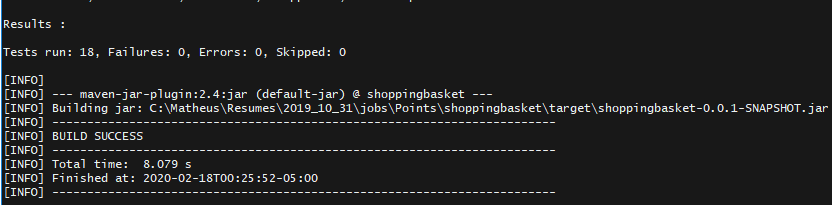 Results :
Tests run: 18, Failures: 0, Errors: 0, Skipped: 0
[INFO]
[INFO] --- maven-jar-plugin:2.4:jar (default-jar) @ shoppingbasket ---
[INFO] Building jar: C:\Matheus\Resumes\2019_10_31\jobs\Points\shoppingbasket\target\shoppingbasket-0.0.1-SNAPSHOT.jar
[INFO] ------------------------------------------------------------------------
[INFO] BUILD SUCCESS
[INFO] ------------------------------------------------------------------------
[INFO] Total time:  8.079 s
[INFO] Finished at: 2020-02-18T00:25:52-05:00
[INFO] ------------------------------------------------------------------------